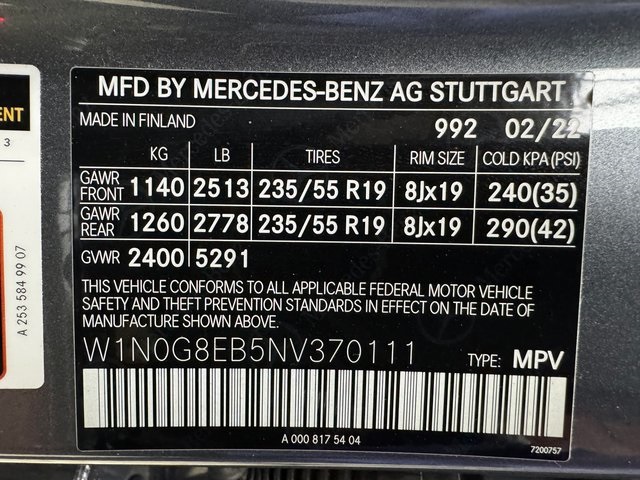 MFD BY MERCEDES-BENZ AG STUTTGART
MADE IN FINLAND 992 02/22
KG LB TIRES RIM SIZE COLD KPA(PSI)
GAWR FRONT 1140 2513 235/55 R19 8Jx19 240(35)
GAWR REAR 1260 2778 235/55 R19 8Jx19 290(42)
GVWR 2400 5291
THIS VEHICLE CONFORMS TO ALL APPLICABLE FEDERAL MOTOR VEHICLE
SAFETY AND THEFT PREVENTION STANDARDS IN EFFECT ON THE DATE OF
MANUFACTURE SHOWN ABOVE.
W1N0G8EB5NV370111 TYPE: MPV
A 000 817 54 04
7200757
3
A 253 584 99 07